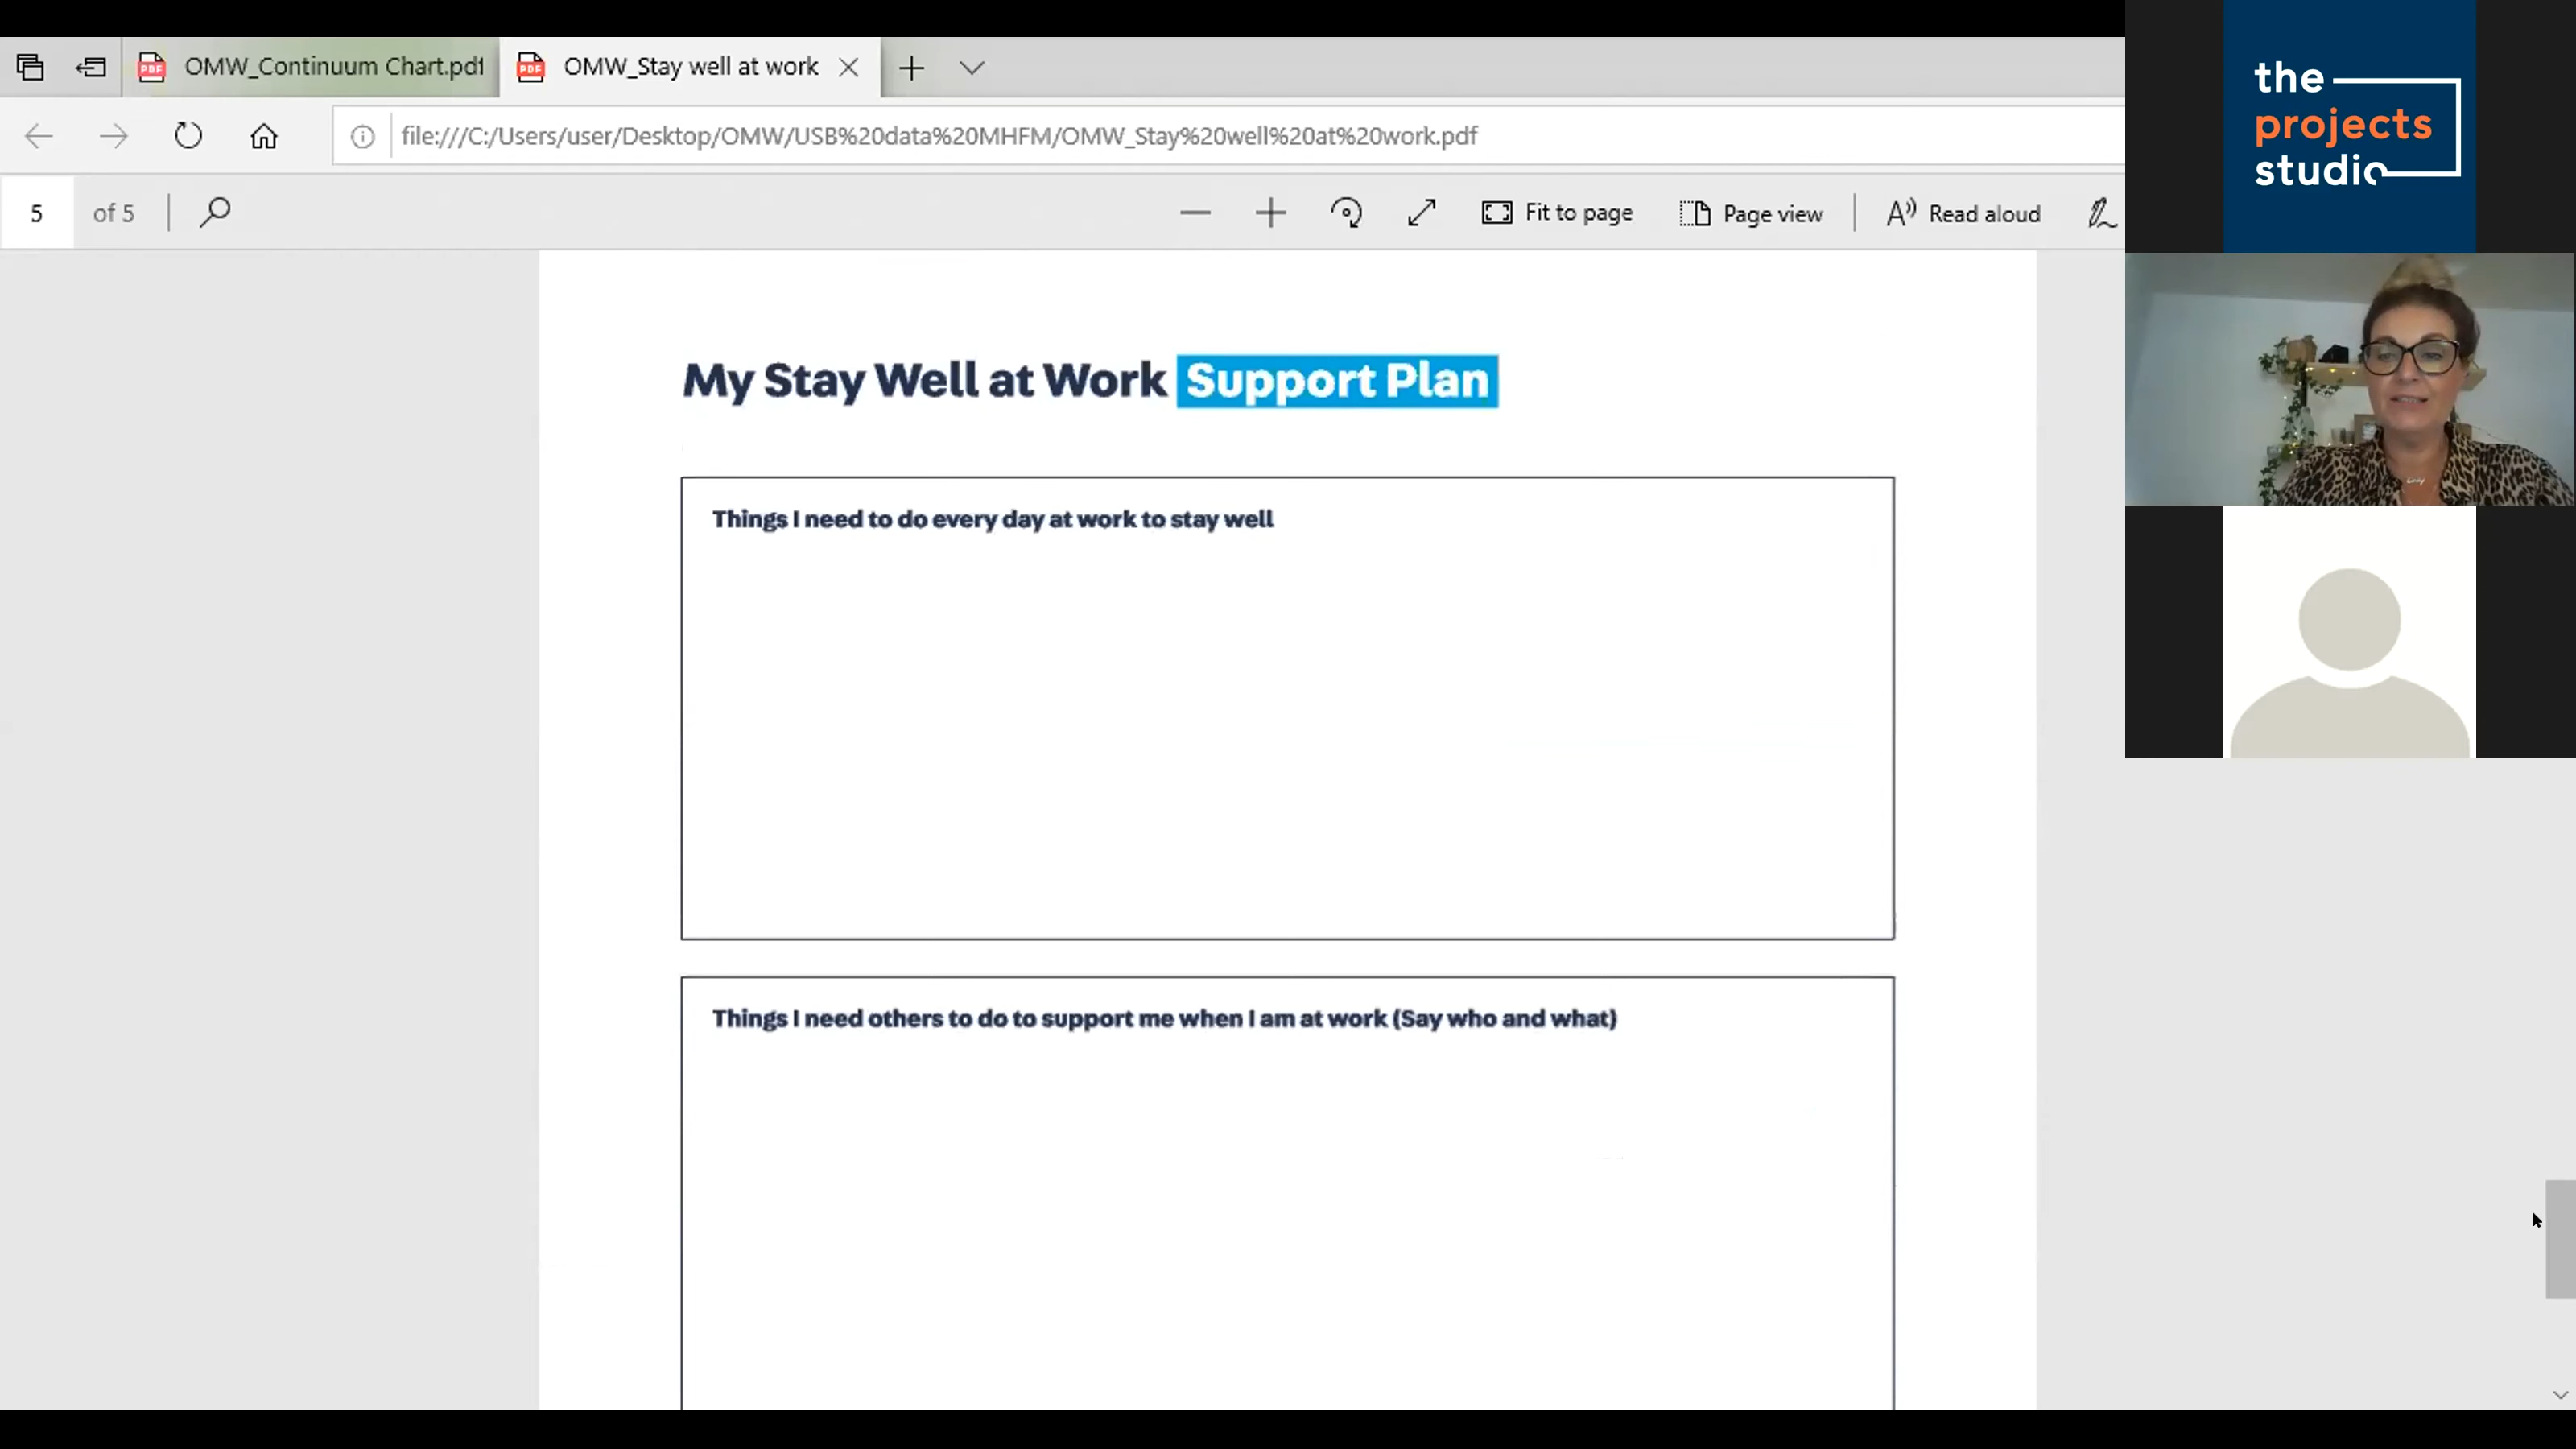 OMW_Continuum Chart.pdf
OMW_Stay well at work
file:///C:/Users/user/Desktop/OMW/USB%20data%20MHFM/OMW_Stay%20well%20at%20work.pdf
5 of 5
Fit to page
Page view
Read aloud
My Stay Well at Work Support Plan
Things I need to do every day at work to stay well
Things I need others to do to support me when I am at work (Say who and what)
the
projects
studio